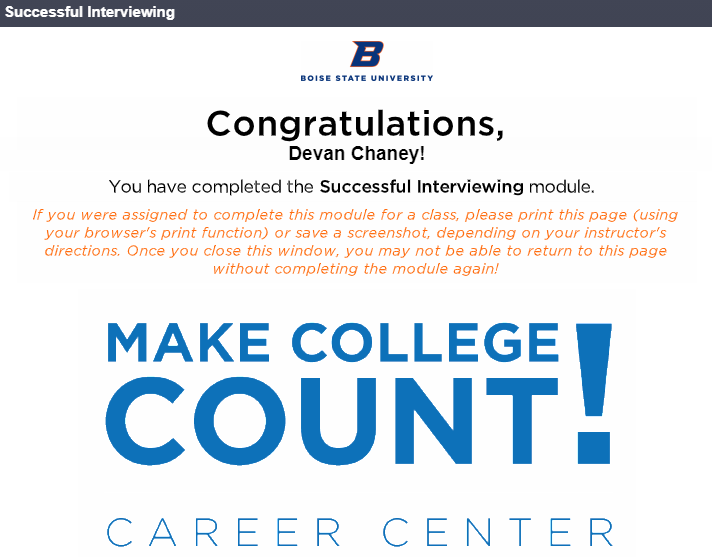 Successful Interviewing
B
BOISE STATE UNIVERSITY
Congratulations,
Devan Chaney!
You have completed the Successful Interviewing module.
If you were assigned to complete this module for a class, please print this page (using
your browser's print function) or save a screenshot, depending on your instructor's
directions. Once you close this window, you may not be able to return to this page
without completing the module again!
MAKE COLLEGE
COUNT!
CAREER CENTER